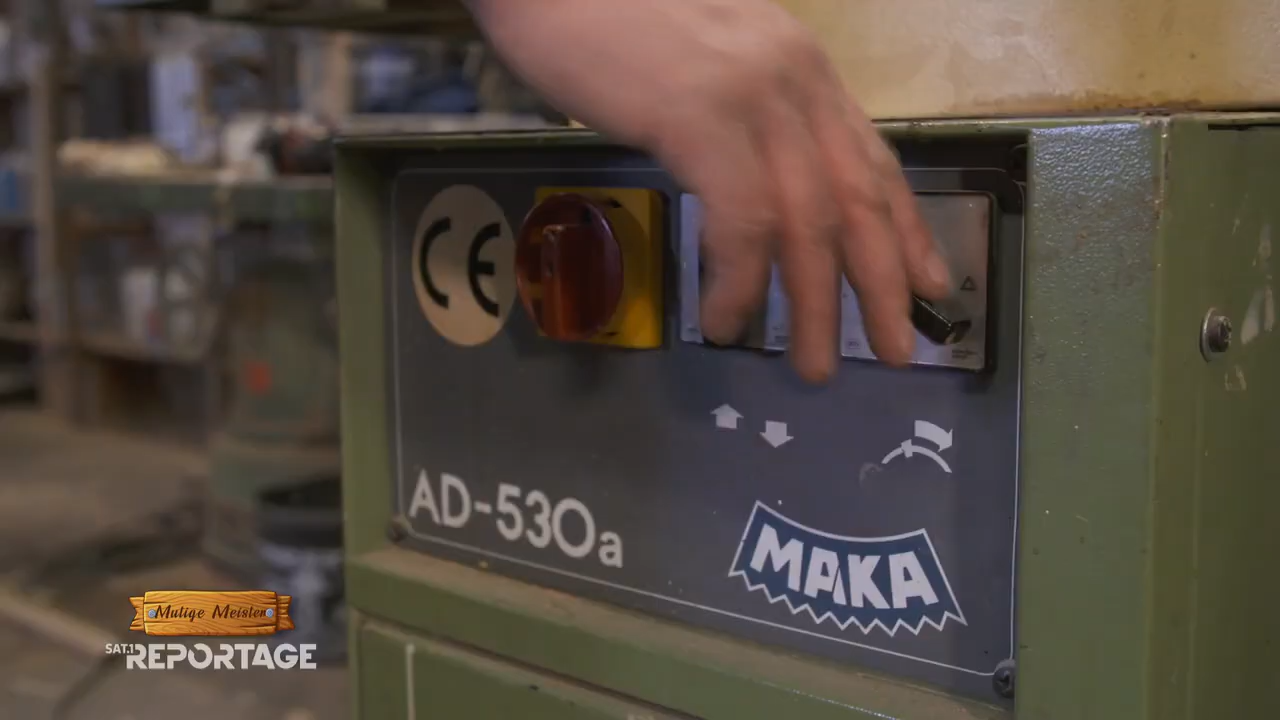 CE
AD-530a
MAKA
Mutige Meister
SAT.1
REPORTAGE